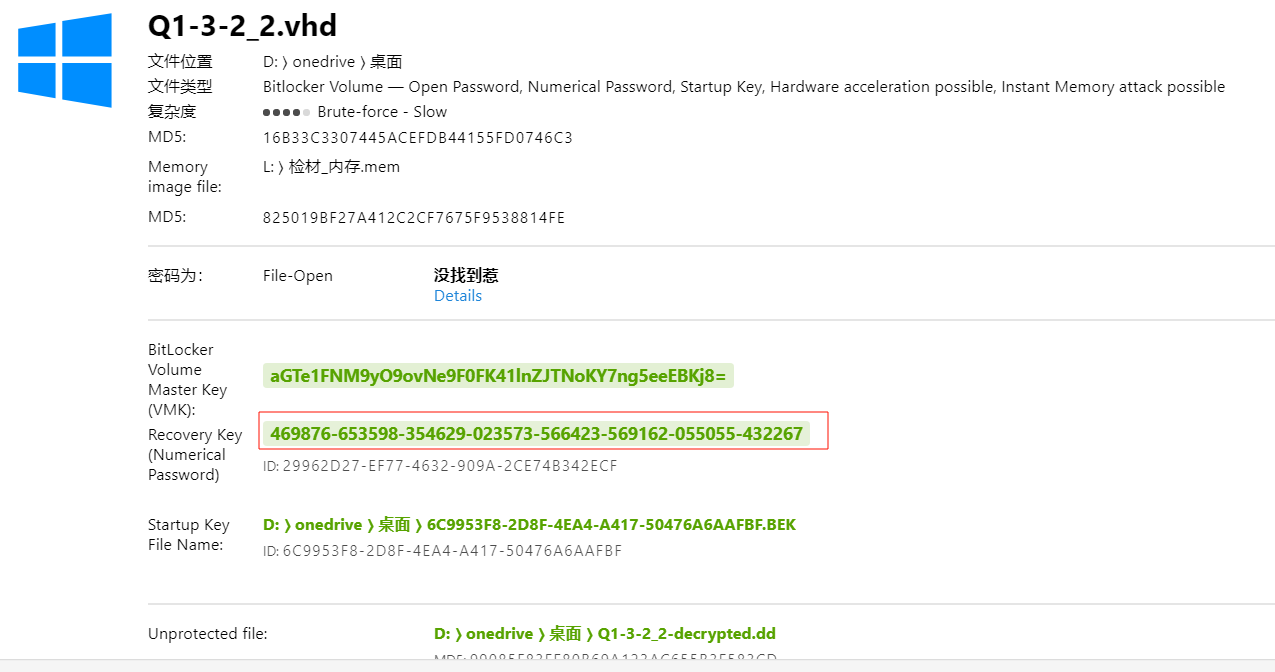 Q1-3-2_2.vhd
文件位置 D: ⟩ onedrive ⟩ 桌面
文件类型 Bitlocker Volume — Open Password, Numerical Password, Startup Key, Hardware acceleration possible, Instant Memory attack possible
复杂度 Brute-force - Slow
MD5: 16B33C3307445ACEFDB44155FD0746C3
Memory image file: L: ⟩ 检材_内存.mem
MD5: 825019BF27A412C2CF7675F9538814FE
密码为: File-Open 没找到惹
Details
BitLocker
Volume
Master Key
(VMK):
aGTe1FNM9yO9ovNe9F0FK41lnZJTNoKY7ng5eeEBKj8=
Recovery Key
(Numerical
Password)
469876-653598-354629-023573-566423-569162-055055-432267
ID: 29962D27-EF77-4632-909A-2CE74B342ECF
Startup Key
File Name:
D: ⟩ onedrive ⟩ 桌面 ⟩ 6C9953F8-2D8F-4EA4-A417-50476A6AAFBF.BEK
ID: 6C9953F8-2D8F-4EA4-A417-50476A6AAFBF
Unprotected file: D: ⟩ onedrive ⟩ 桌面 ⟩ Q1-3-2_2-decrypted.dd
MD5: